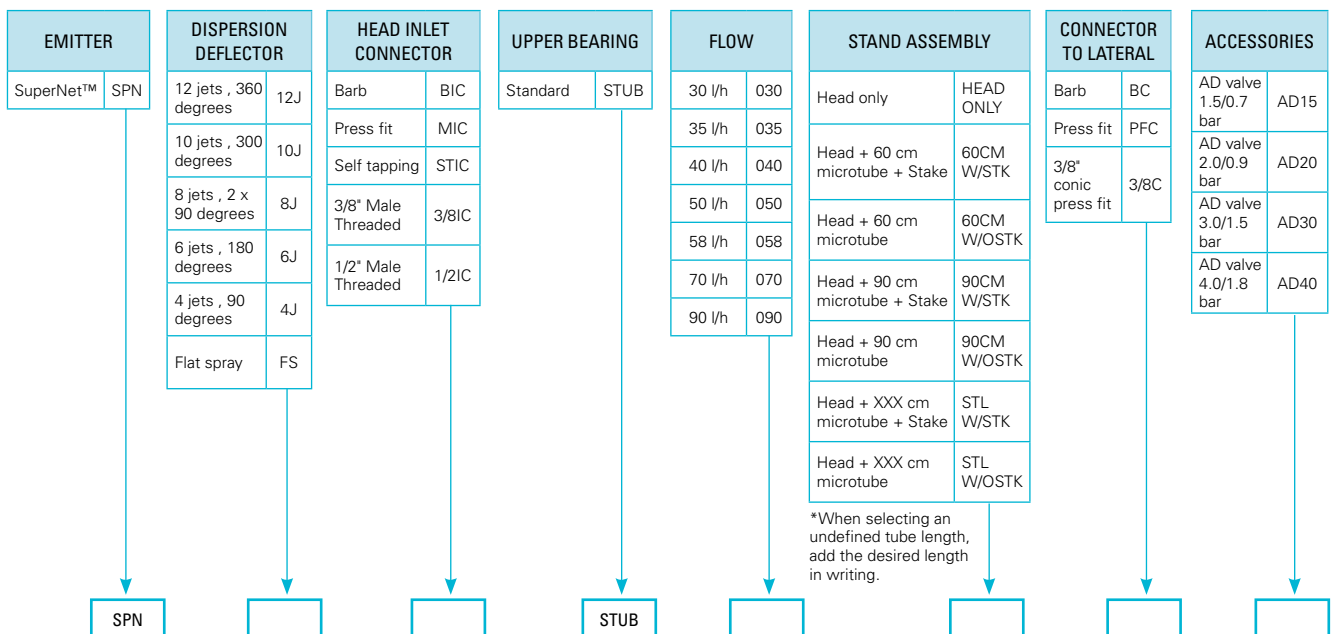 EMITTER
SuperNet™ SPN
DISPERSION
DEFLECTOR
12 jets , 360
degrees
12J
10 jets , 300
degrees
10J
8 jets , 2 x
90 degrees
8J
6 jets , 180
degrees
6J
4 jets , 90
degrees
4J
Flat spray FS
HEAD INLET
CONNECTOR
Barb BIC
Press fit MIC
Self tapping STIC
3/8" Male
Threaded
3/8IC
1/2" Male
Threaded
1/2IC
UPPER BEARING
Standard STUB
FLOW
30 l/h 030
35 l/h 035
40 l/h 040
50 l/h 050
58 l/h 058
70 l/h 070
90 l/h 090
STAND ASSEMBLY
Head only
HEAD
ONLY
Head + 60 cm
microtube + Stake
60CM
W/STK
Head + 60 cm
microtube
60CM
W/OSTK
Head + 90 cm
microtube + Stake
90CM
W/STK
Head + 90 cm
microtube
90CM
W/OSTK
Head + XXX cm
microtube + Stake
STL
W/STK
Head + XXX cm
microtube
STL
W/OSTK
*When selecting an
undefined tube length,
add the desired length
in writing.
CONNECTOR
TO LATERAL
Barb BC
Press fit PFC
3/8"
conic
press fit
3/8C
ACCESSORIES
AD valve
1.5/0.7
bar
AD15
AD valve
2.0/0.9
bar
AD20
AD valve
3.0/1.5
bar
AD30
AD valve
4.0/1.8
bar
AD40
SPN
STUB